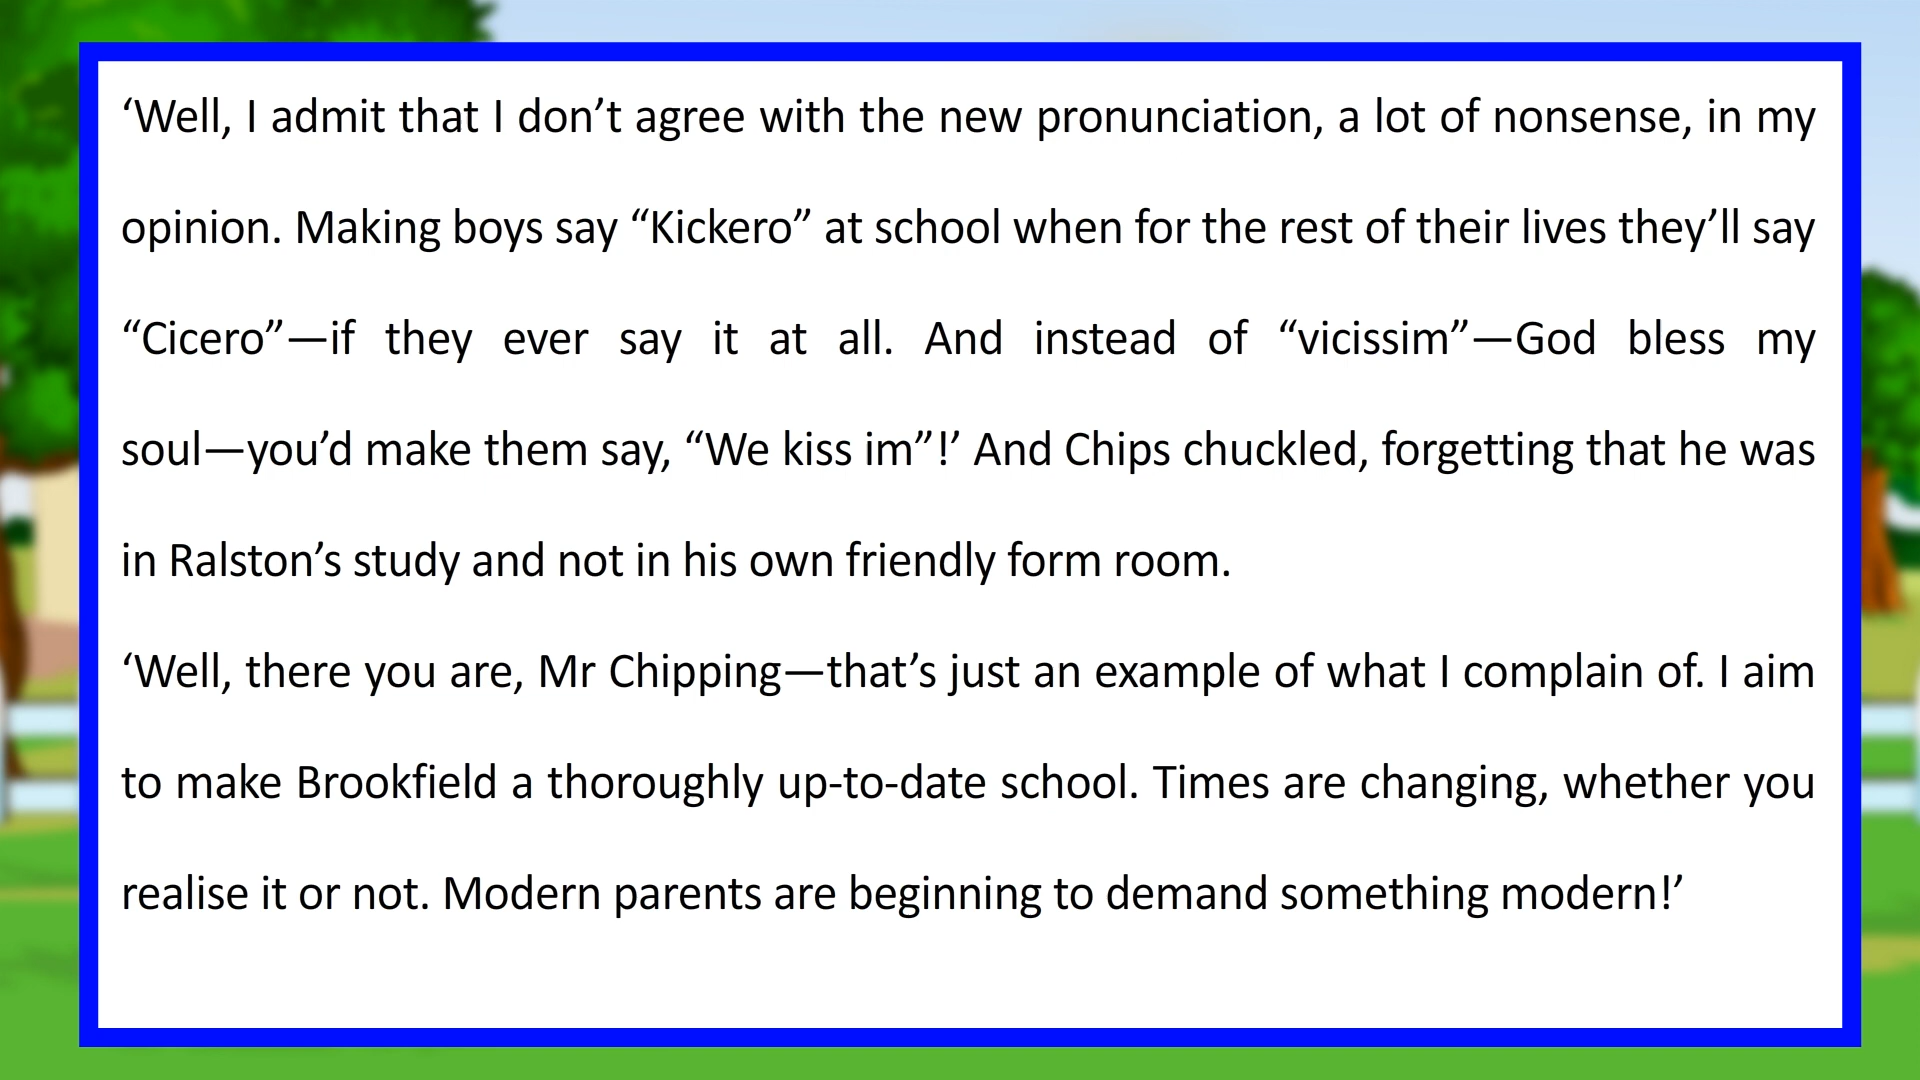 ‘Well, I admit that I don’t agree with the new pronunciation, a lot of nonsense, in my
opinion. Making boys say “Kickero” at school when for the rest of their lives they’ll say
“Cicero”—if they ever say it at all. And instead of “vicissim”—God bless my
soul—you’d make them say, “We kiss im”!’ And Chips chuckled, forgetting that he was
in Ralston’s study and not in his own friendly form room.
‘Well, there you are, Mr Chipping—that’s just an example of what I complain of. I aim
to make Brookfield a thoroughly up-to-date school. Times are changing, whether you
realise it or not. Modern parents are beginning to demand something modern!’